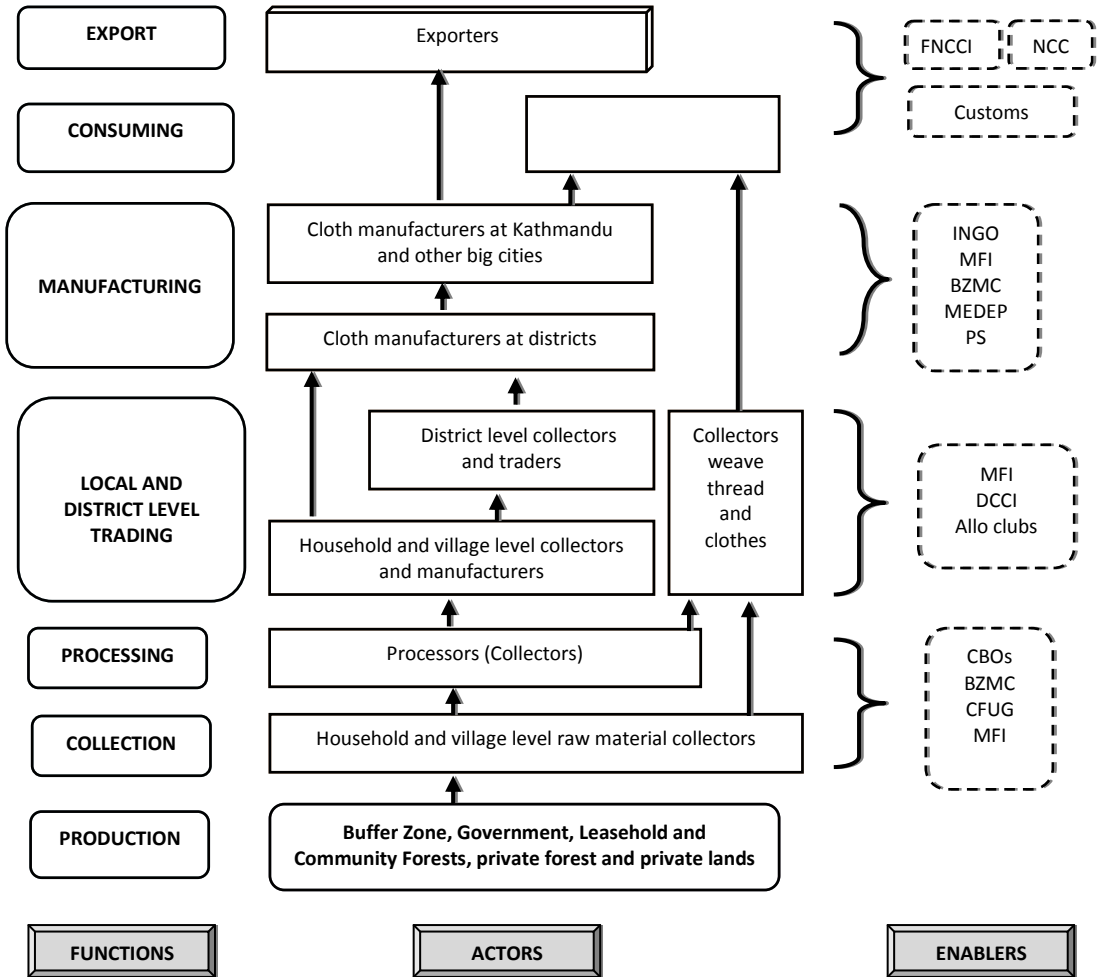 EXPORT
Exporters
FNCCI
NCC
CONSUMING
Customs
MANUFACTURING
Cloth manufacturers at Kathmandu
and other big cities
Cloth manufacturers at districts
INGO
MFI
BZMC
MEDEP
PS
LOCAL AND
DISTRICT LEVEL
TRADING
District level collectors
and traders
Household and village level collectors
and manufacturers
Collectors
weave
thread
and
clothes
MFI
DCCI
Allo clubs
PROCESSING
Processors (Collectors)
COLLECTION
Household and village level raw material collectors
CBOs
BZMC
CFUG
MFI
PRODUCTION
Buffer Zone, Government, Leasehold and
Community Forests, private forest and private lands
FUNCTIONS
ACTORS
ENABLERS